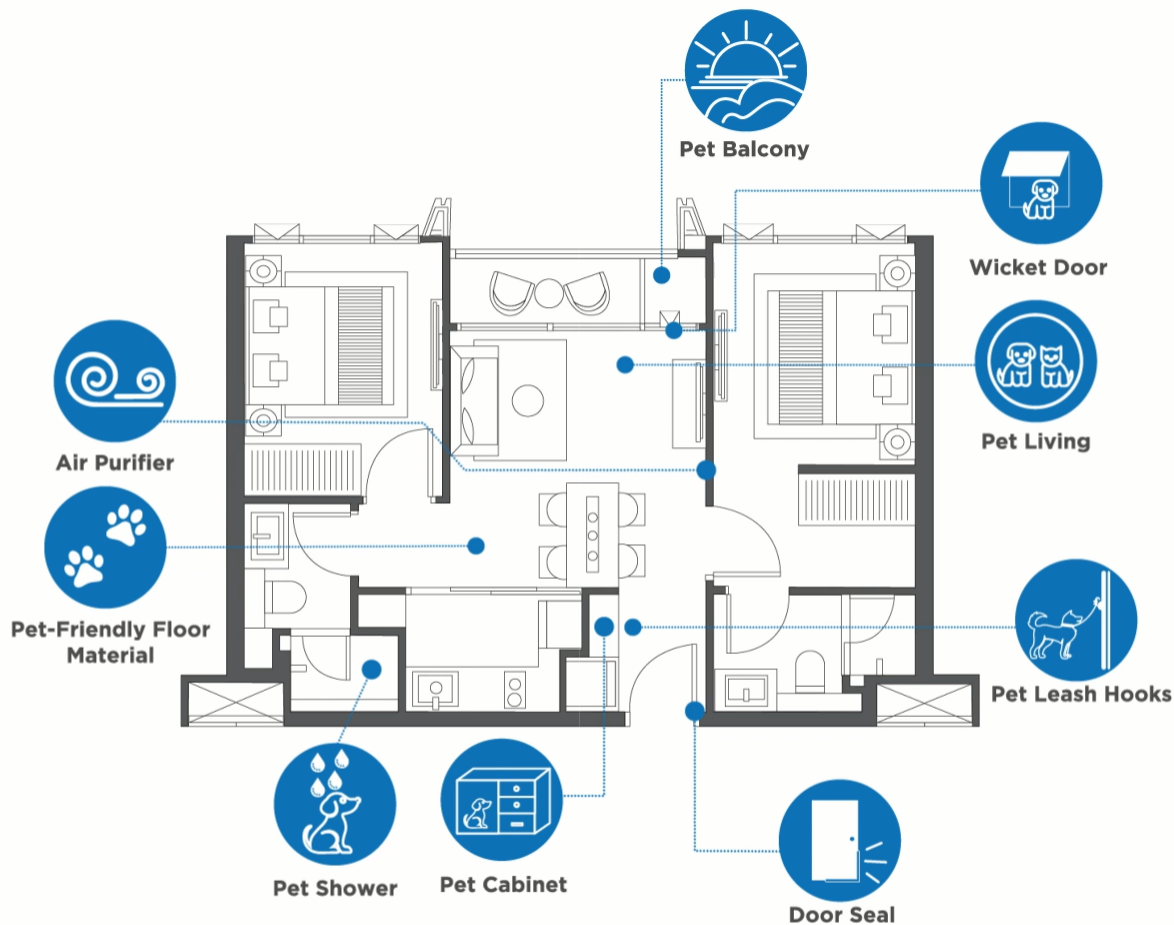 Pet Balcony
Wicket Door
Pet Living
Air Purifier
Pet-Friendly Floor
Material
Pet Leash Hooks
Pet Shower
Pet Cabinet
Door Seal